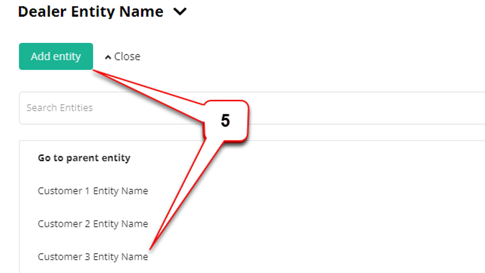 Dealer Entity Name
Add entity Close
Search Entities
5
Go to parent entity
Customer 1 Entity Name
Customer 2 Entity Name
Customer 3 Entity Name